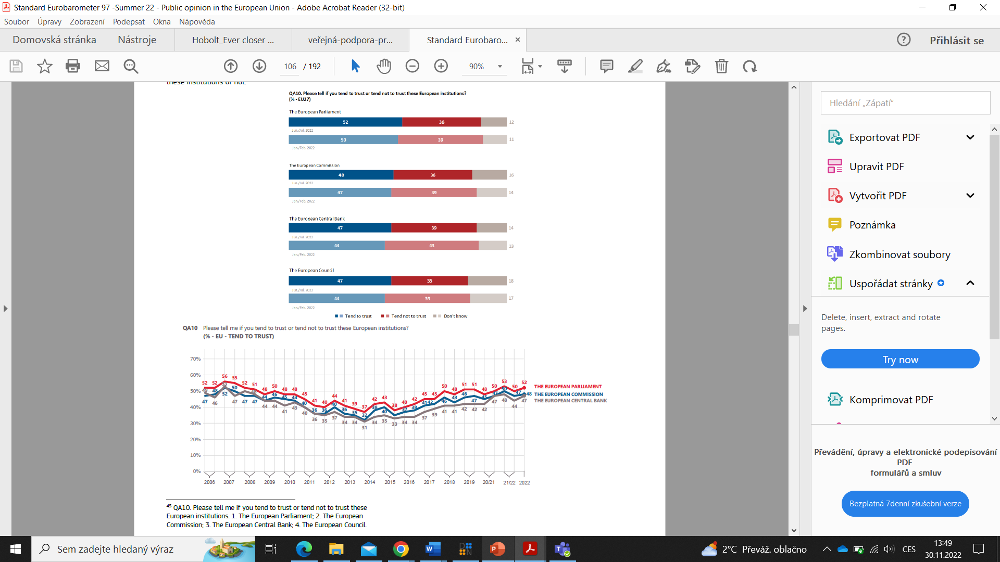 Standard Eurobarometer 97 -Summer 22 - Public opinion in the European Union - Adobe Acrobat Reader (32-bit)
Soubor Úpravy Zobrazení Podepsat Okna Nápověda
Domovská stránka Nástroje Hobolt_Ever closer ... veřejná-podpora-pr... Standard Eurobaro... Přihlásit se
106 / 192 90%
these institutions or not.
QA10. Please tell if you tend to trust or tend not to trust these European institutions?
(% - EU27)
The European Parliament
52 36 12
Jun./Jul. 2022
50 39 11
Jan./Feb. 2022
The European Commission
48 36 16
Jun./Jul. 2022
47 39 14
Jan./Feb. 2022
The European Central Bank
47 39 14
Jun./Jul. 2022
44 43 13
Jan./Feb. 2022
The European Council
47 35 18
Jun./Jul. 2022
44 39 17
Jan./Feb. 2022
Tend to trust Tend not to trust Don't know
QA10 Please tell me if you tend to trust or tend not to trust these European institutions?
(% - EU - TEND TO TRUST)
70%
60%
50%
40%
30%
20%
10%
0%
52 52 56 55 52 51 48 50 48 48 45 41 40 44 41 39 37 42 43 38 40 42 45 45 50 48 51 51 48 50 53 50 52
47 48 52 50 47 47 44 46 45 44 40 36 36 40 36 35 32 38 40 37 38 41 42 46 43 46 47 45 47 50 47 48
49 46 53 47 48 44 44 41 43 40 36 35 37 34 34 31 34 35 33 34 34 37 39 41 41 42 42 42 47 48 44 47
THE EUROPEAN PARLIAMENT
THE EUROPEAN COMMISSION
THE EUROPEAN CENTRAL BANK
2006 2007 2008 2009 2010 2011 2012 2013 2014 2015 2016 2017 2018 2019 20/21 21/22 2022
45 QA10. Please tell me if you tend to trust or tend not to trust these
European institutions. 1. The European Parliament; 2. The European
Commission; 3. The European Central Bank; 4. The European Council.
Hledání „Zápatí“
Exportovat PDF
Upravit PDF
Vytvořit PDF
Poznámka
Zkombinovat soubory
Uspořádat stránky
Delete, insert, extract and rotate
pages.
Try now
Komprimovat PDF
Převádění, úpravy a elektronické podepisování
PDF
formulářů a smluv
Bezplatná 7denní zkušební verze
Sem zadejte hledaný výraz
2°C Převáž. oblačno
CES
13:49
30.11.2022